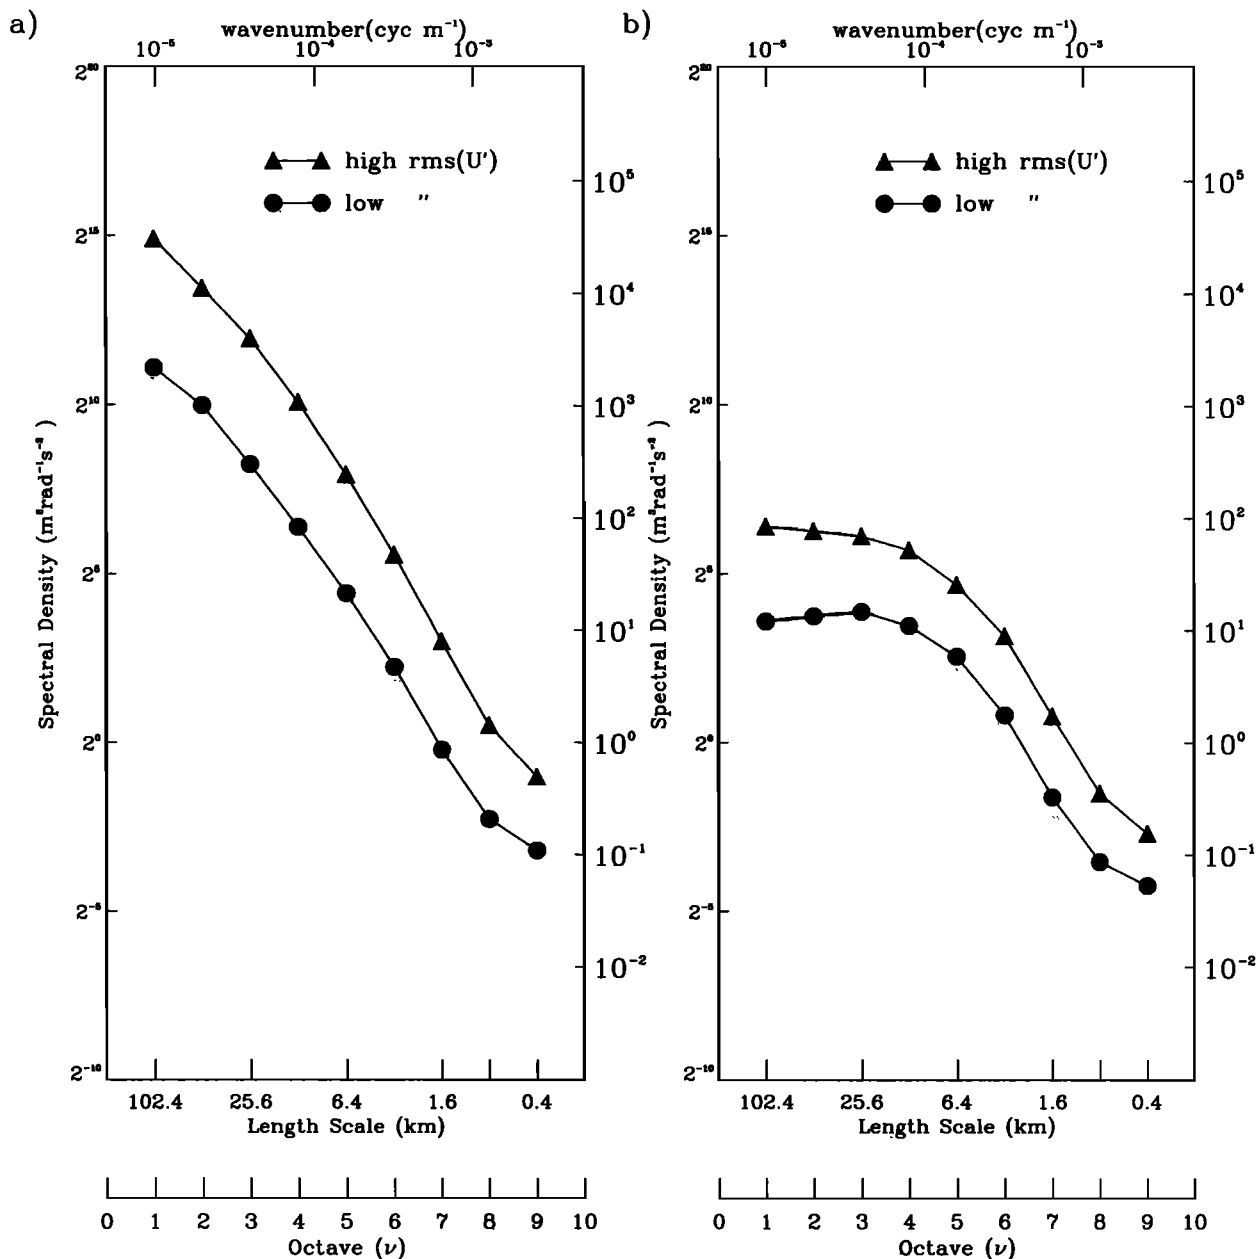 a)
wavenumber(cyc m⁻¹)
10⁻⁵ 10⁻⁴ 10⁻³
2²⁰
high rms(U')
low "
2¹⁵
2¹⁰
2⁵
2⁰
2⁻⁵
2⁻¹⁰
Spectral Density (m³rad⁻¹s⁻²)
10⁵
10⁴
10³
10²
10¹
10⁰
10⁻¹
10⁻²
102.4 25.6 6.4 1.6 0.4
Length Scale (km)
0 1 2 3 4 5 6 7 8 9 10
Octave (ν)
b)
wavenumber(cyc m⁻¹)
10⁻⁵ 10⁻⁴ 10⁻³
2²⁰
high rms(U')
low "
2¹⁵
2¹⁰
2⁵
2⁰
2⁻⁵
2⁻¹⁰
Spectral Density (m³rad⁻¹s⁻²)
10⁵
10⁴
10³
10²
10¹
10⁰
10⁻¹
10⁻²
102.4 25.6 6.4 1.6 0.4
Length Scale (km)
0 1 2 3 4 5 6 7 8 9 10
Octave (ν)